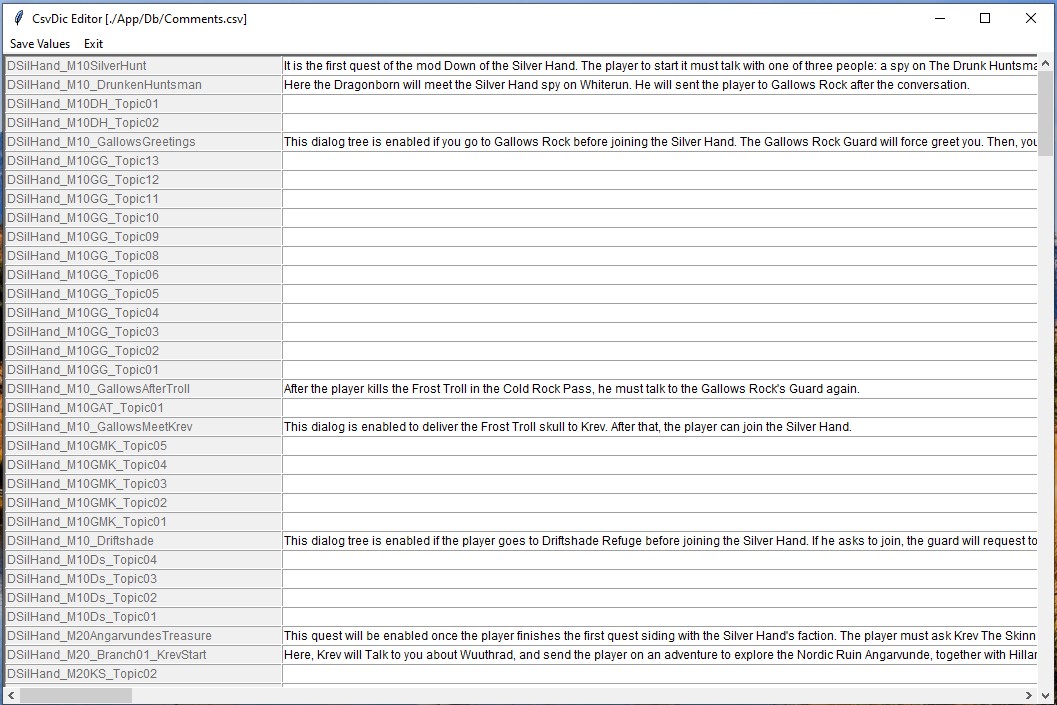 CsvDic Editor [./App/Db/Comments.csv]
Save Values Exit
DSilHand_M10SilverHunt It is the first quest of the mod Down of the Silver Hand. The player to start it must talk with one of three people: a spy on The Drunk Huntsma
DSilHand_M10_DrunkenHuntsman Here the Dragonborn will meet the Silver Hand spy on Whiterun. He will sent the player to Gallows Rock after the conversation.
DSilHand_M10DH_Topic01
DSilHand_M10DH_Topic02
DSilHand_M10_GallowsGreetings This dialog tree is enabled if you go to Gallows Rock before joining the Silver Hand. The Gallows Rock Guard will force greet you. Then, you
DSilHand_M10GG_Topic13
DSilHand_M10GG_Topic12
DSilHand_M10GG_Topic11
DSilHand_M10GG_Topic10
DSilHand_M10GG_Topic09
DSilHand_M10GG_Topic08
DSilHand_M10GG_Topic06
DSilHand_M10GG_Topic05
DSilHand_M10GG_Topic04
DSilHand_M10GG_Topic03
DSilHand_M10GG_Topic02
DSilHand_M10GG_Topic01
DSilHand_M10_GallowsAfterTroll After the player kills the Frost Troll in the Cold Rock Pass, he must talk to the Gallows Rock's Guard again.
DSilHand_M10GAT_Topic01
DSilHand_M10_GallowsMeetKrev This dialog is enabled to deliver the Frost Troll skull to Krev. After that, the player can join the Silver Hand.
DSilHand_M10GMK_Topic05
DSilHand_M10GMK_Topic04
DSilHand_M10GMK_Topic03
DSilHand_M10GMK_Topic02
DSilHand_M10GMK_Topic01
DSilHand_M10_Driftshade This dialog tree is enabled if the player goes to Driftshade Refuge before joining the Silver Hand. If he asks to join, the guard will request to
DSilHand_M10Ds_Topic04
DSilHand_M10Ds_Topic03
DSilHand_M10Ds_Topic02
DSilHand_M10Ds_Topic01
DSilHand_M20AngarvundesTreasure This quest will be enabled once the player finishes the first quest siding with the Silver Hand's faction. The player must ask Krev The Skinn
DSilHand_M20_Branch01_KrevStart Here, Krev will Talk to you about Wuuthrad, and send the player on an adventure to explore the Nordic Ruin Angarvunde, together with Hillar
DSilHand_M20KS_Topic02